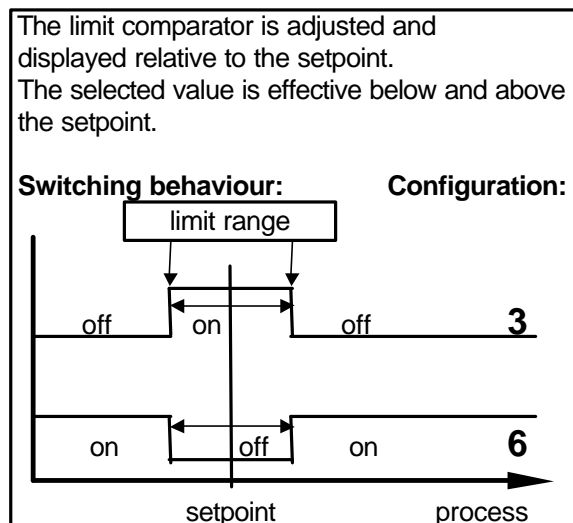 The limit comparator is adjusted and
displayed relative to the setpoint.
The selected value is effective below and above
the setpoint.
Switching behaviour: Configuration:
limit range
off on off 3
on off on 6
setpoint process